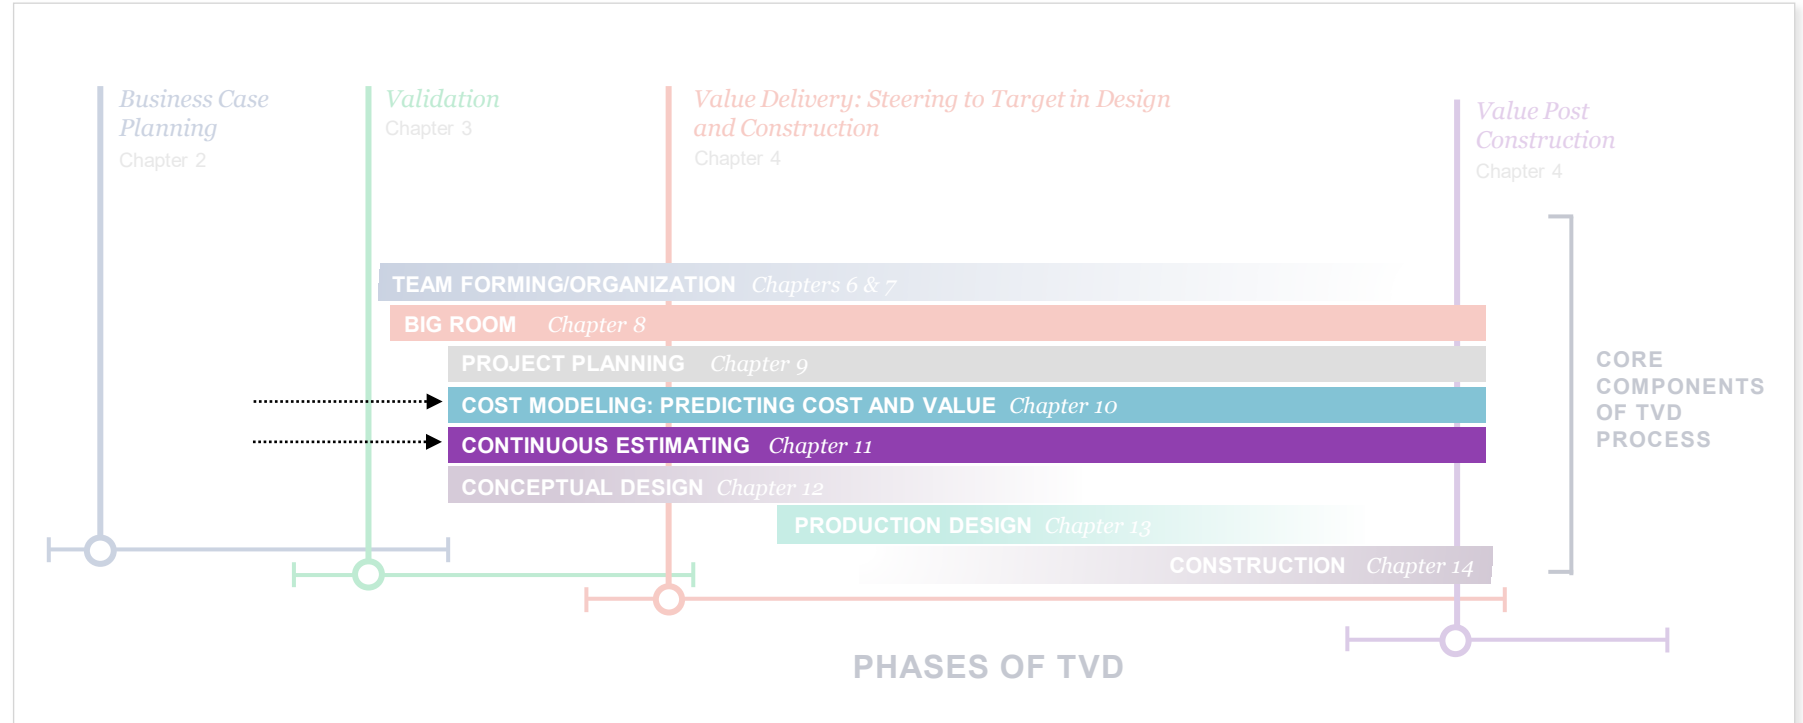 Business Case
Planning
Chapter 2
Validation
Chapter 3
Value Delivery: Steering to Target in Design
and Construction
Chapter 4
Value Post
Construction
Chapter 4
TEAM FORMING/ORGANIZATION Chapters 6 & 7
BIG ROOM Chapter 8
PROJECT PLANNING Chapter 9
COST MODELING: PREDICTING COST AND VALUE Chapter 10
CONTINUOUS ESTIMATING Chapter 11
CONCEPTUAL DESIGN Chapter 12
PRODUCTION DESIGN Chapter 13
CONSTRUCTION Chapter 14
CORE
COMPONENTS
OF TVD
PROCESS
PHASES OF TVD